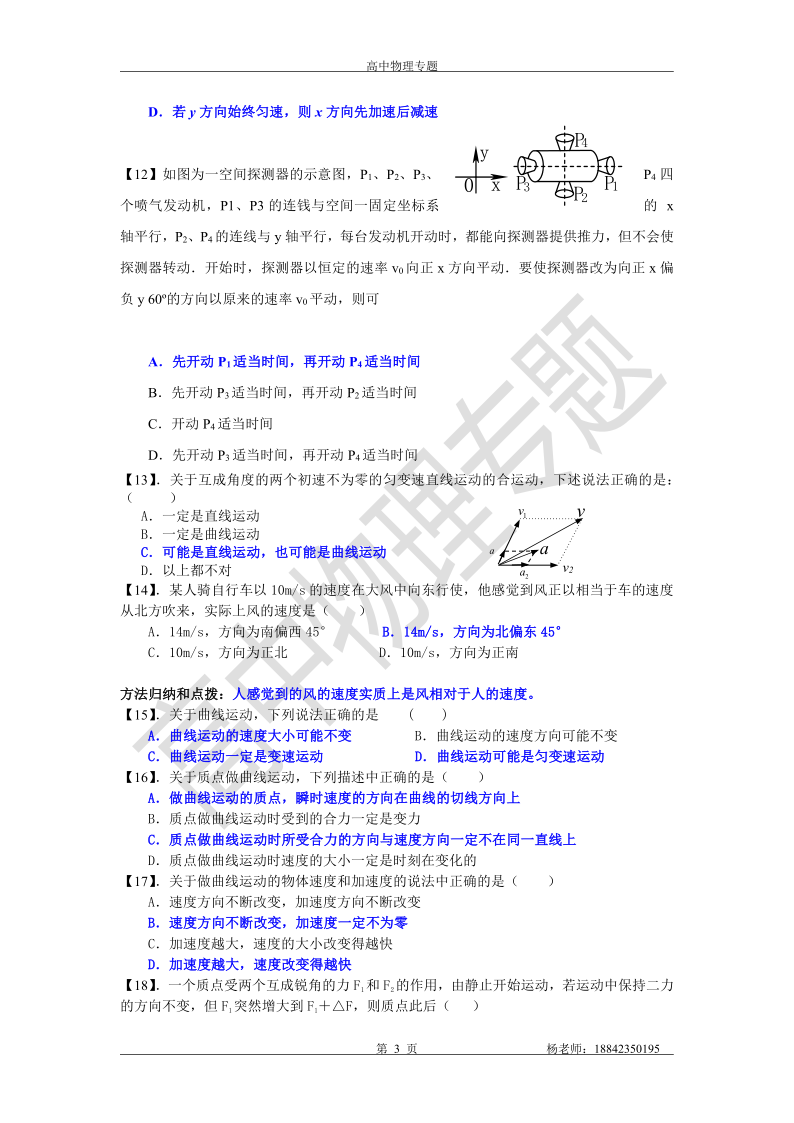 高中物理专题
D．若 y 方向始终匀速，则 x 方向先加速后减速
【12】如图为一空间探测器的示意图，P1、P2、P3、 P4 四
个喷气发动机，P1、P3 的连钱与空间一固定坐标系 的 x
轴平行，P2、P4 的连线与 y 轴平行，每台发动机开动时，都能向探测器提供推力，但不会使
探测器转动．开始时，探测器以恒定的速率 v0 向正 x 方向平动．要使探测器改为向正 x 偏
负 y 60º的方向以原来的速率 v0 平动，则可
y
0 x P3 P4 P2 P1
A．先开动 P1 适当时间，再开动 P4 适当时间
B．先开动 P3 适当时间，再开动 P2 适当时间
C．开动 P4 适当时间
D．先开动 P3 适当时间，再开动 P4 适当时间
【13】．关于互成角度的两个初速不为零的匀变速直线运动的合运动，下述说法正确的是：
（ ）
A．一定是直线运动
B．一定是曲线运动
C．可能是直线运动，也可能是曲线运动
D．以上都不对
v1 v
a a
a2 v2
【14】．某人骑自行车以 10m/s 的速度在大风中向东行使，他感觉到风正以相当于车的速度
从北方吹来，实际上风的速度是（ ）
A．14m/s，方向为南偏西 45° B．14m/s，方向为北偏东 45°
C．10m/s，方向为正北 D．10m/s，方向为正南
方法归纳和点拨：人感觉到的风的速度实质上是风相对于人的速度。
【15】．关于曲线运动，下列说法正确的是 ( )
A．曲线运动的速度大小可能不变 B．曲线运动的速度方向可能不变
C．曲线运动一定是变速运动 D．曲线运动可能是匀变速运动
【16】．关于质点做曲线运动，下列描述中正确的是（ ）
A．做曲线运动的质点，瞬时速度的方向在曲线的切线方向上
B．质点做曲线运动时受到的合力一定是变力
C．质点做曲线运动时所受合力的方向与速度方向一定不在同一直线上
D．质点做曲线运动时速度的大小一定是时刻在变化的
【17】．关于做曲线运动的物体速度和加速度的说法中正确的是（ ）
A．速度方向不断改变，加速度方向不断改变
B．速度方向不断改变，加速度一定不为零
C．加速度越大，速度的大小改变得越快
D．加速度越大，速度改变得越快
【18】．一个质点受两个互成锐角的力 F1 和 F2 的作用，由静止开始运动，若运动中保持二力
的方向不变，但 F1 突然增大到 F1＋△F，则质点此后（ ）
第 3 页 杨老师：18842350195
高中物理专题